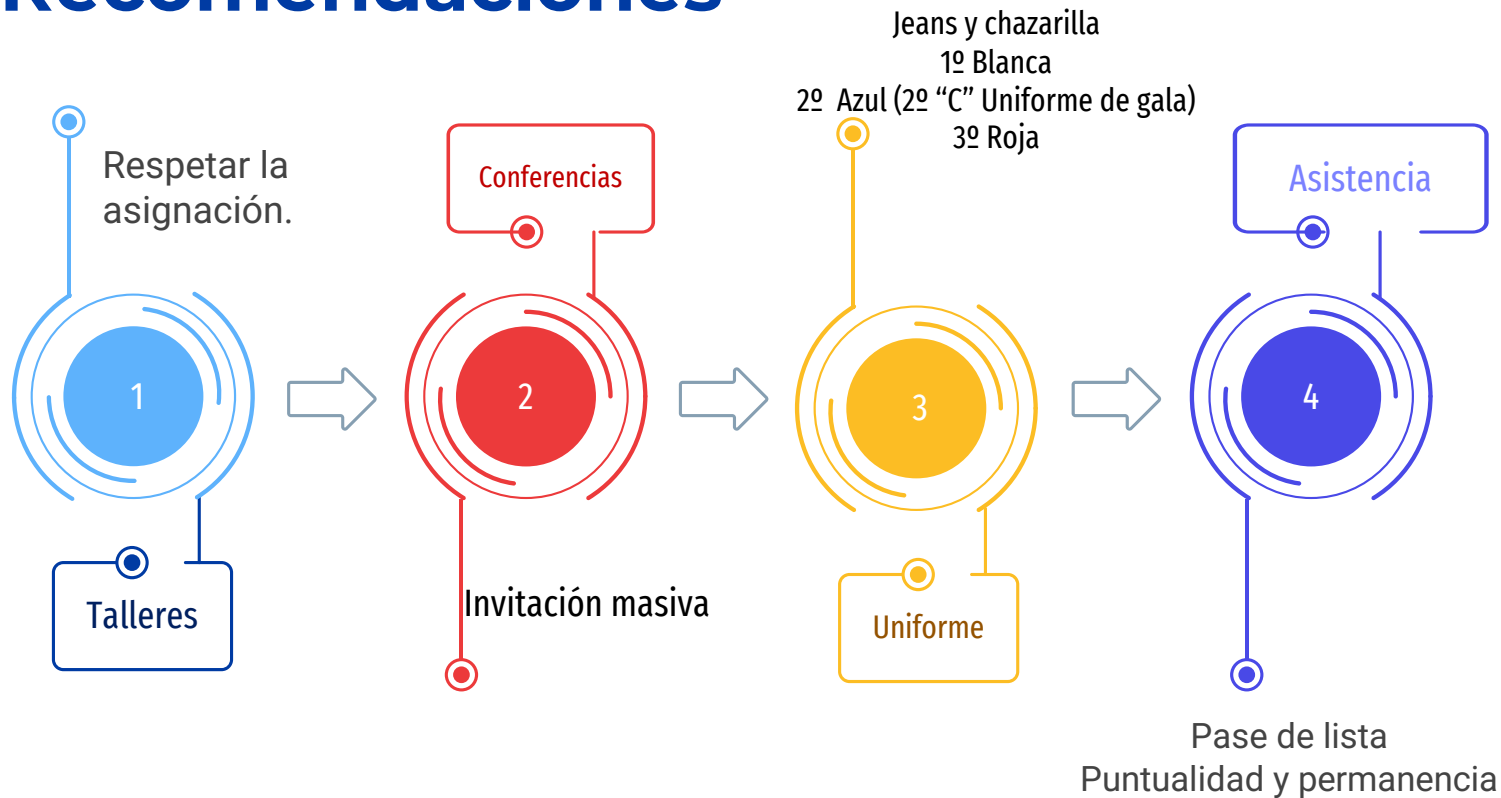 Recomendaciones
Respetar la
asignación.
1
Talleres
Conferencias
2
Invitación masiva
Jeans y chazarilla
1º Blanca
2º Azul (2º “C” Uniforme de gala)
3º Roja
3
Uniforme
Asistencia
4
Pase de lista
Puntualidad y permanencia